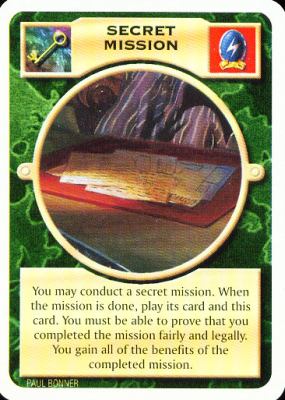 SECRET
MISSION
You may conduct a secret mission. When
the mission is done, play its card and this
card. You must be able to prove that you
completed the mission fairly and legally.
You gain all of the benefits of the
completed mission.
PAUL BONNER